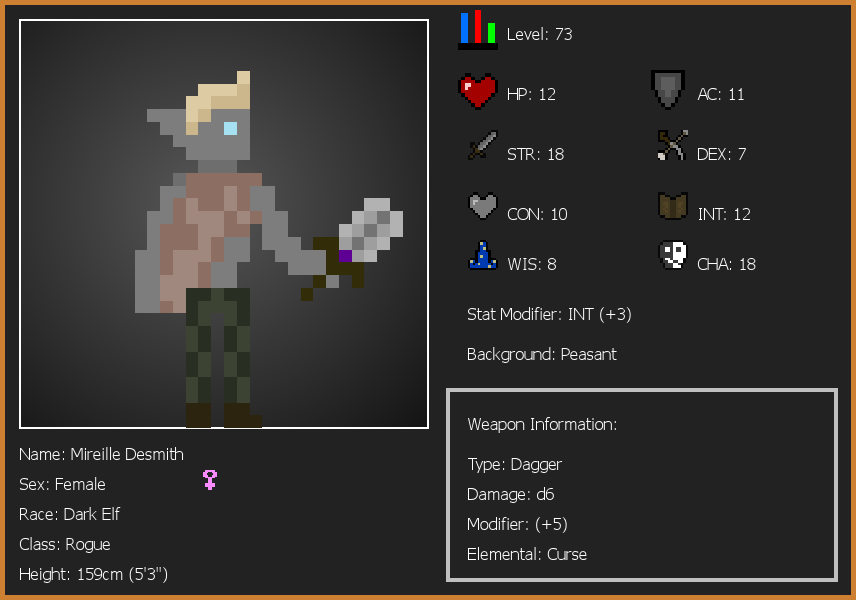 Level: 73
HP: 12
AC: 11
STR: 18
DEX: 7
CON: 10
INT: 12
WIS: 8
CHA: 18
Stat Modifier: INT (+3)
Background: Peasant
Weapon Information:
Type: Dagger
Damage: d6
Modifier: (+5)
Elemental: Curse
Name: Mireille Desmith
Sex: Female
Race: Dark Elf
Class: Rogue
Height: 159cm (5'3")